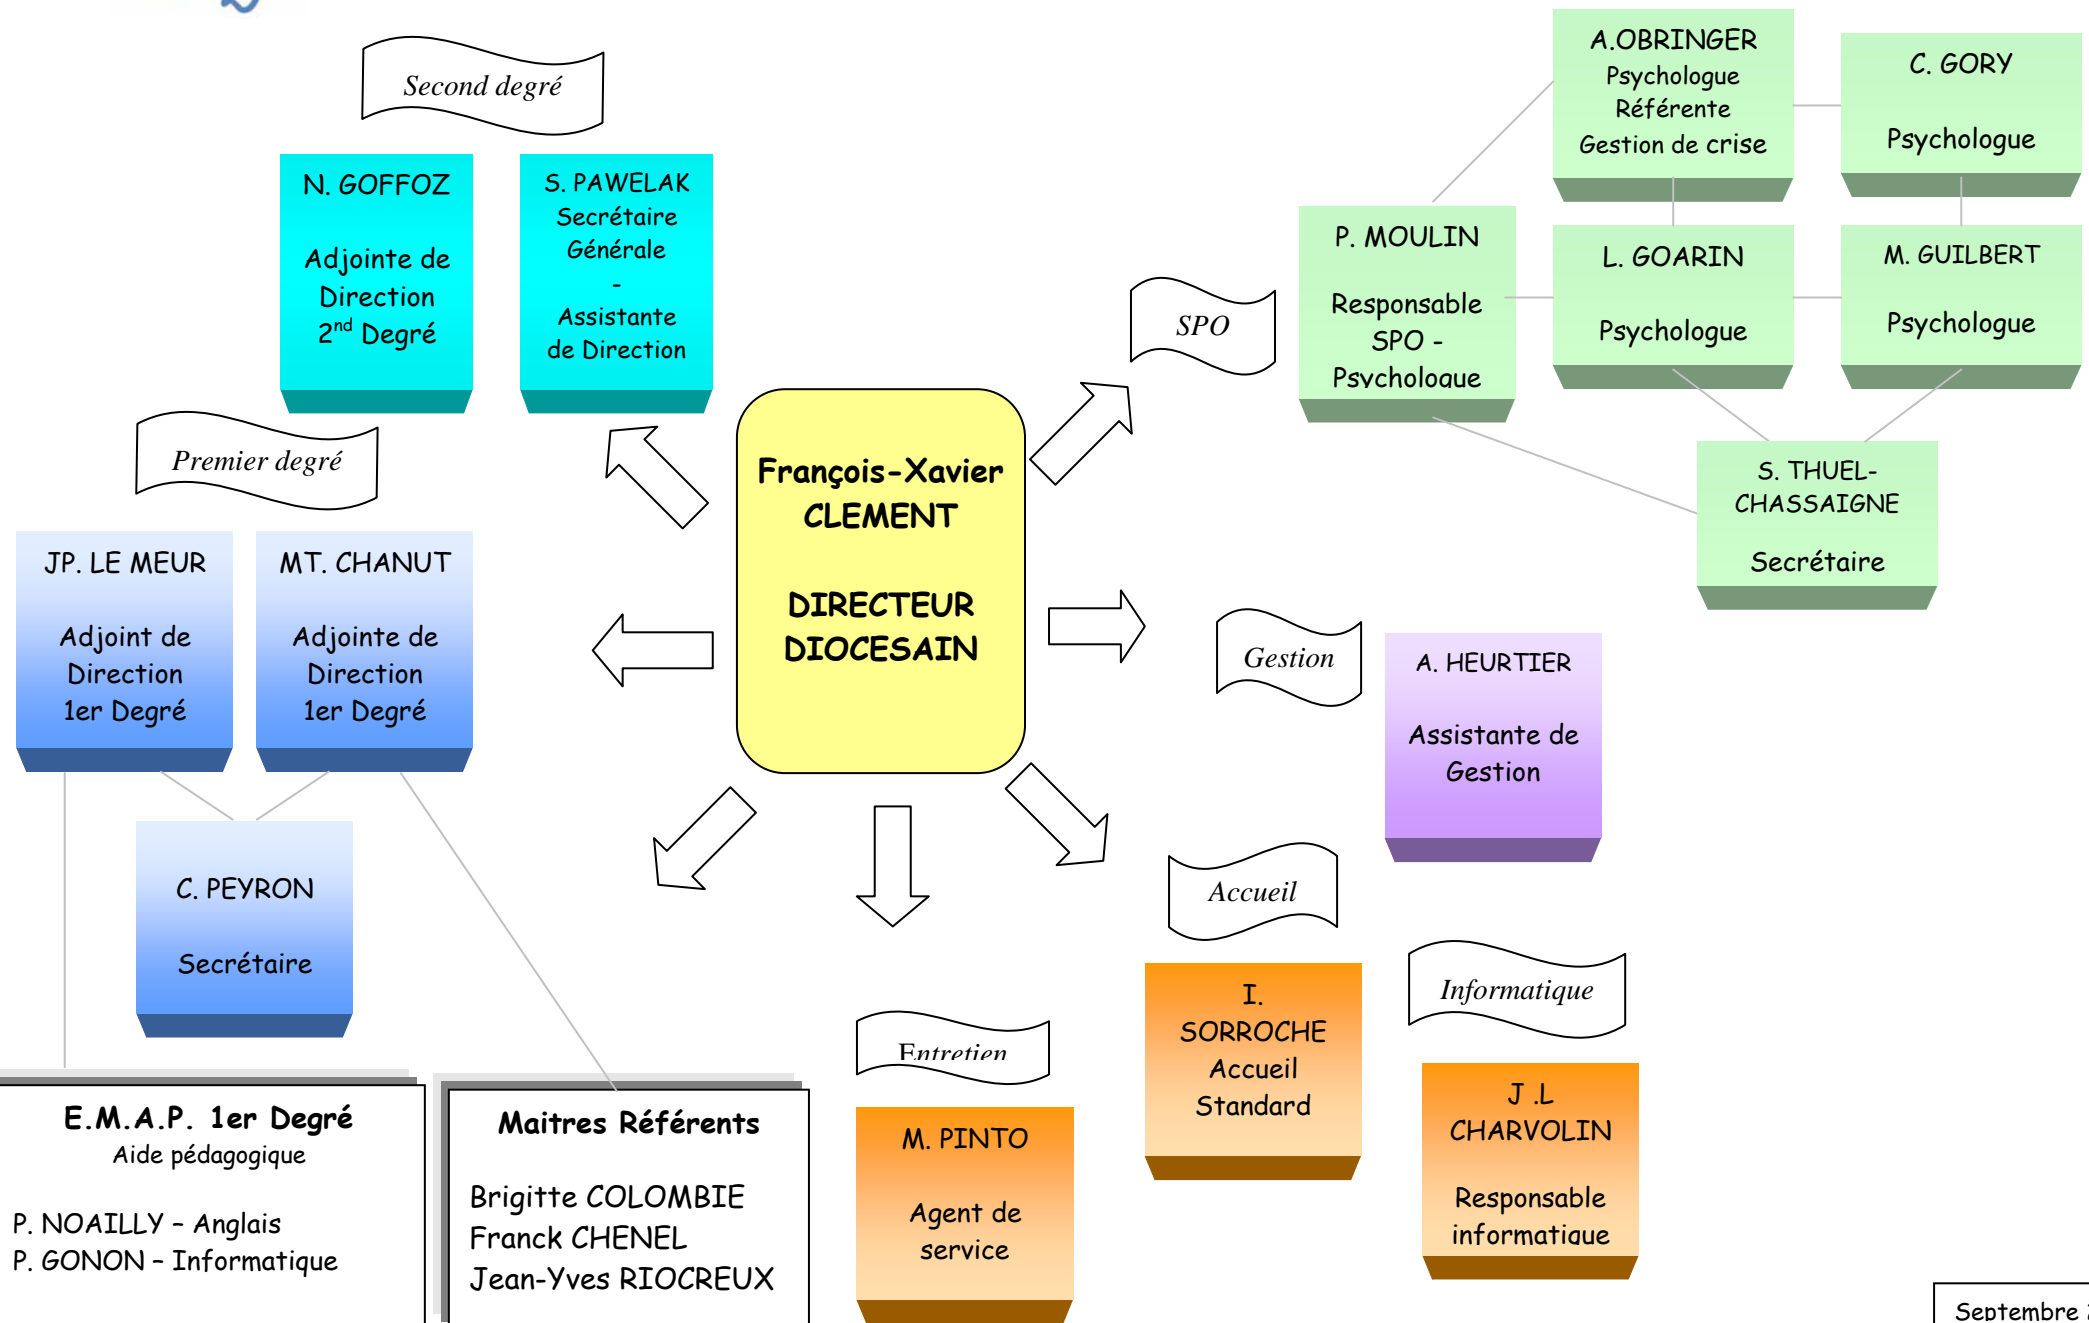 Second degré
N. GOFFOZ
Adjointe de
Direction
2nd Degré
S. PAWELAK
Secrétaire
Générale
-
Assistante
de Direction
Premier degré
JP. LE MEUR
Adjoint de
Direction
1er Degré
MT. CHANUT
Adjointe de
Direction
1er Degré
C. PEYRON
Secrétaire
E.M.A.P. 1er Degré
Aide pédagogique
P. NOAILLY – Anglais
P. GONON – Informatique
Maitres Référents
Brigitte COLOMBIE
Franck CHENEL
Jean-Yves RIOCREUX
François-Xavier
CLEMENT
DIRECTEUR
DIOCESAIN
SPO
P. MOULIN
Responsable
SPO -
Psychologue
A.OBRINGER
Psychologue
Référente
Gestion de crise
C. GORY
Psychologue
L. GOARIN
Psychologue
M. GUILBERT
Psychologue
S. THUEL-
CHASSAIGNE
Secrétaire
Gestion
A. HEURTIER
Assistante de
Gestion
Accueil
I.
SORROCHE
Accueil
Standard
Informatique
J .L
CHARVOLIN
Responsable
informatique
Entretien
M. PINTO
Agent de
service
Septembre